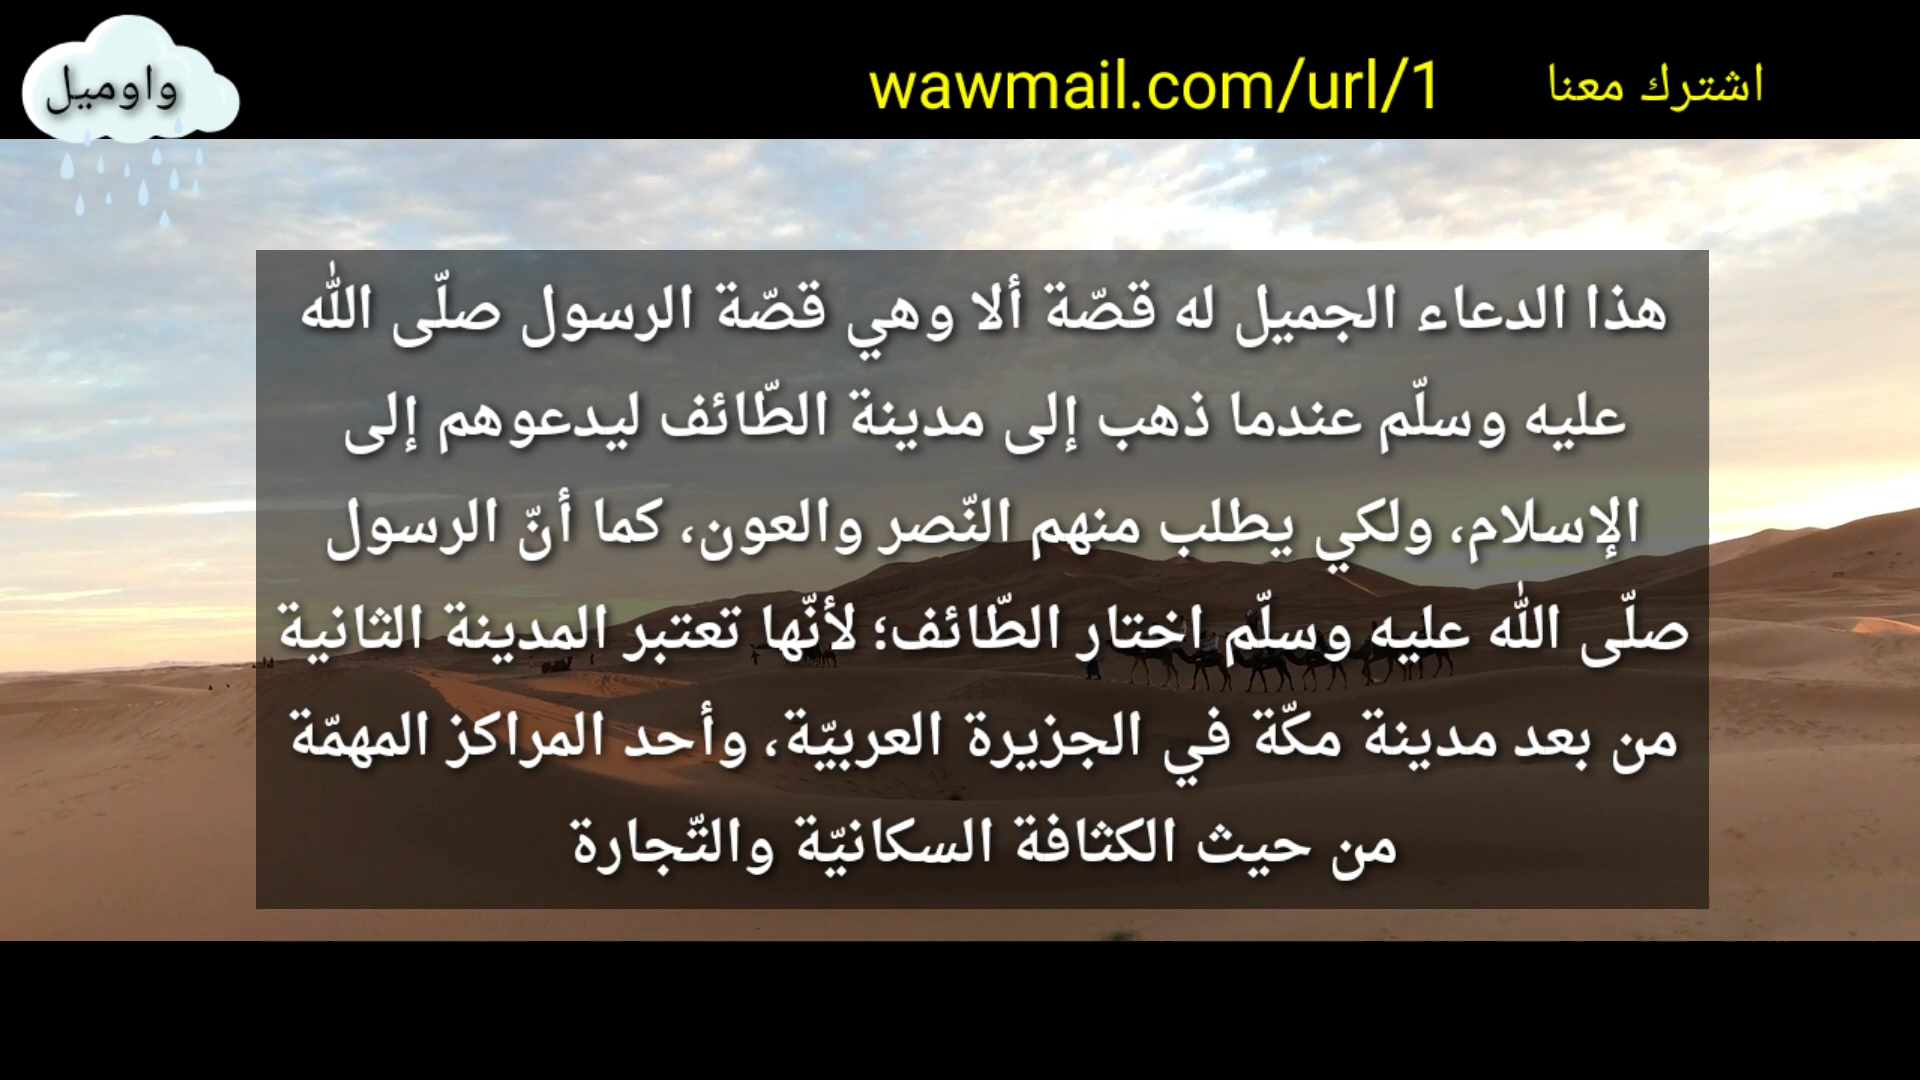 واوميل
اشترك معنا wawmail.com/url/1
هذا الدعاء الجميل له قصّة ألا وهي قصّة الرسول صلّى الله
عليه وسلّم عندما ذهب إلى مدينة الطّائف ليدعوهم إلى
الإسلام، ولكي يطلب منهم النّصر والعون، كما أنّ الرسول
صلّى الله عليه وسلّم اختار الطّائف؛ لأنّها تعتبر المدينة الثانية
من بعد مدينة مكّة في الجزيرة العربيّة، وأحد المراكز المهمّة
من حيث الكثافة السكانيّة والتّجارة